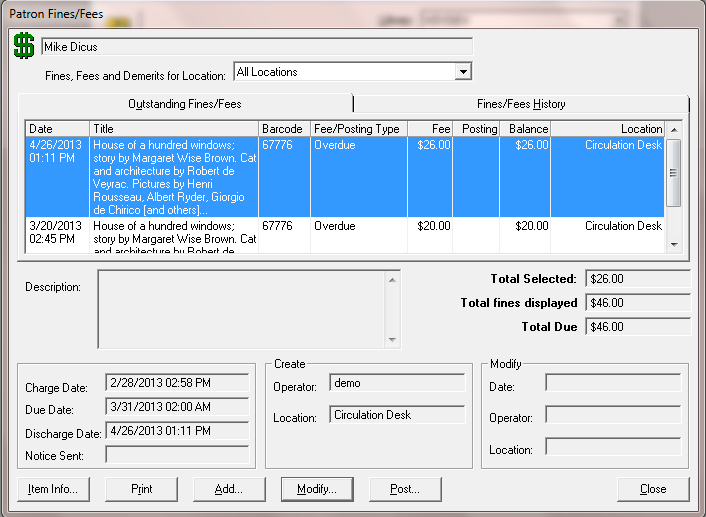 Patron Fines/Fees
Mike Dicus
Fines, Fees and Demerits for Location: All Locations
Outstanding Fines/Fees Fines/Fees History
Date Title Barcode Fee/Posting Type Fee Posting Balance Location
4/26/2013 House of a hundred windows; 67776 Overdue $26.00 $26.00 Circulation Desk
01:11 PM story by Margaret Wise Brown. Cat
and architecture by Robert de
Veyrac. Pictures by Henri
Rousseau, Albert Ryder, Giorgio
de Chirico [and others]...
3/20/2013 House of a hundred windows; 67776 Overdue $20.00 $20.00 Circulation Desk
02:45 PM story by Margaret Wise Brown. Cat
and architecture by Robert de
Description:
Total Selected: $26.00
Total fines displayed $46.00
Total Due $46.00
Charge Date: 2/28/2013 02:58 PM
Due Date: 3/31/2013 02:00 AM
Discharge Date: 4/26/2013 01:11 PM
Notice Sent:
Create
Operator: demo
Location: Circulation Desk
Modify
Date:
Operator:
Location:
Item Info... Print Add... Modify... Post... Close